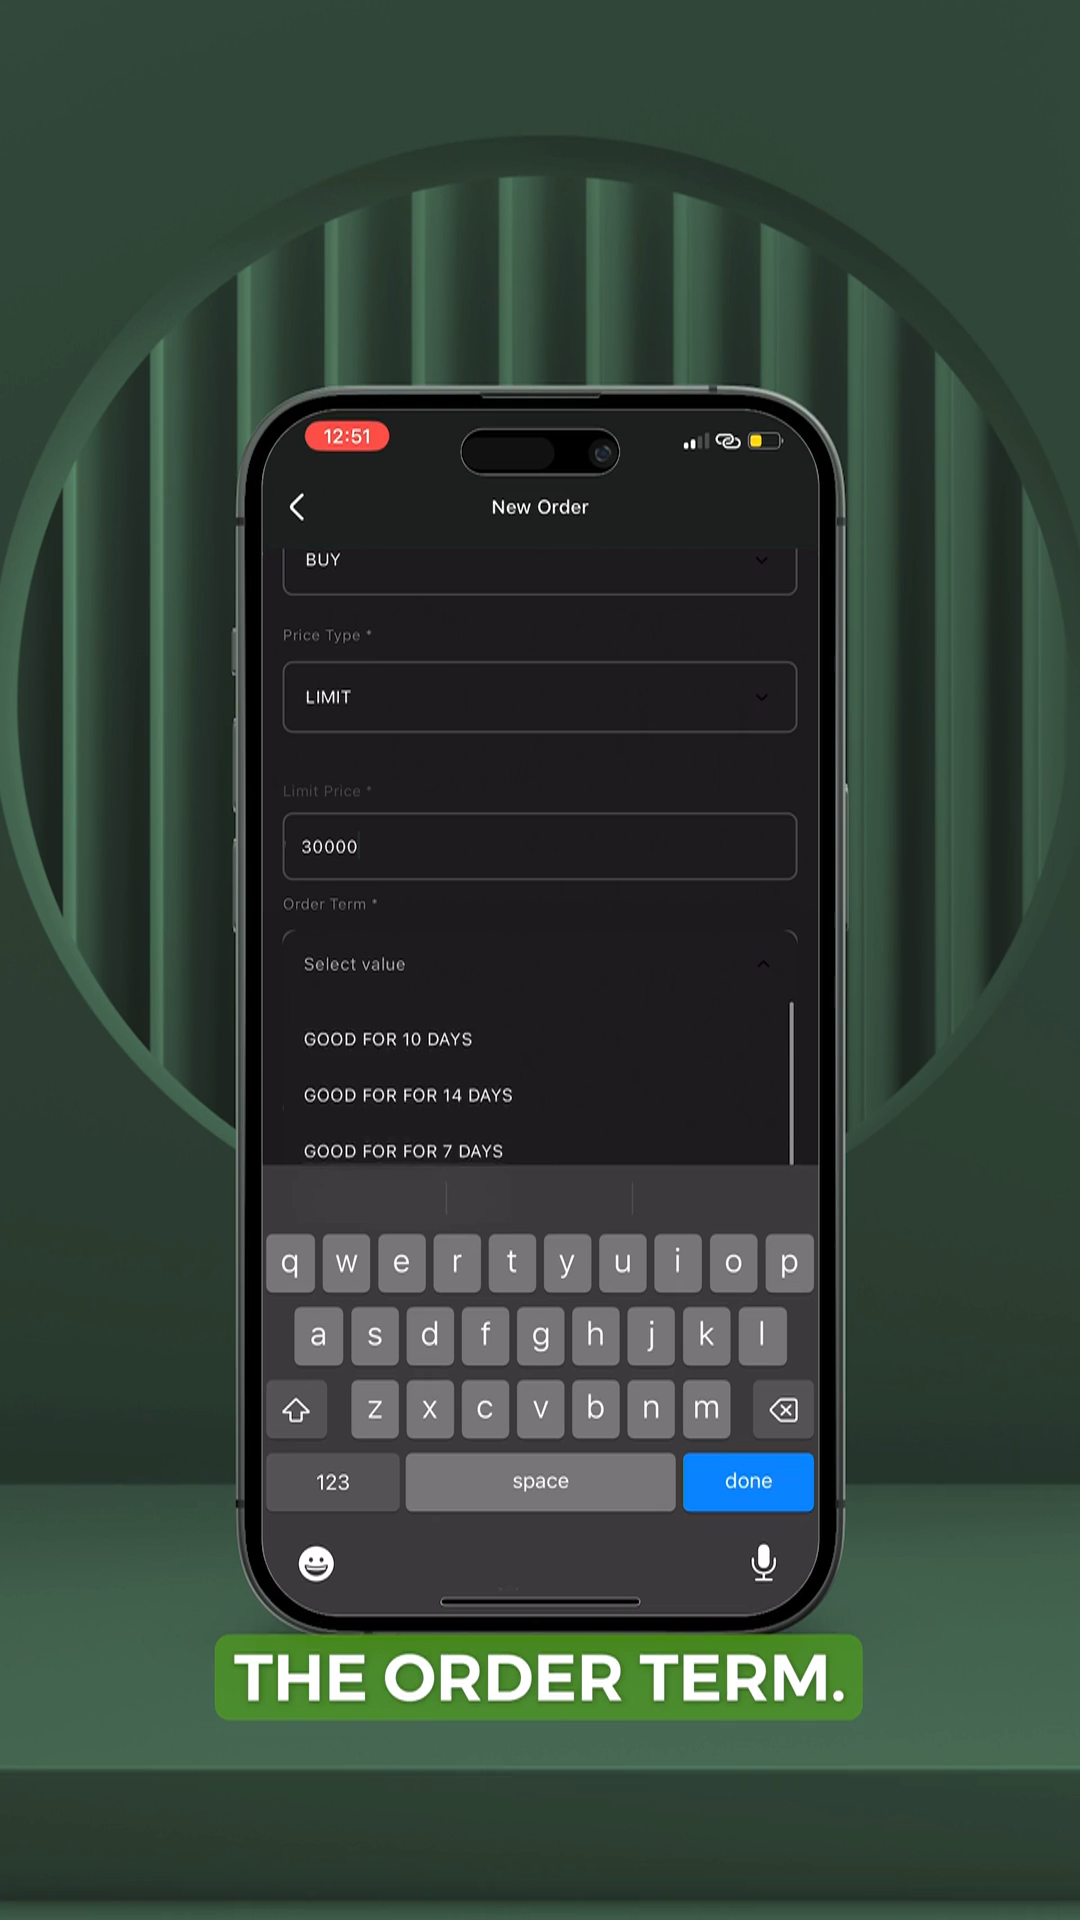 12:51
New Order
BUY
Price Type *
LIMIT
Limit Price *
30000
Order Term *
Select value
GOOD FOR 10 DAYS
GOOD FOR FOR 14 DAYS
GOOD FOR FOR 7 DAYS
q w e r t y u i o p
a s d f g h j k l
z x c v b n m
123 space done
THE ORDER TERM.